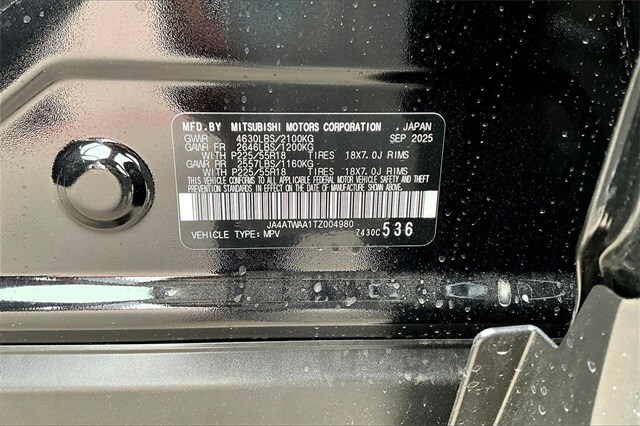 MFD.BY MITSUBISHI MOTORS CORPORATION , JAPAN
GVWR 4630LBS/2100KG SEP 2025
GAWR FR 2646LBS/1200KG
WITH P225/55R18 TIRES 18X7.0J RIMS
GAWR RR 2557LBS/1160KG
WITH P225/55R18 TIRES 18X7.0J RIMS
THIS VEHICLE CONFORMS TO ALL APPLICABLE FEDERAL MOTOR VEHICLE SAFETY AND THEFT
PREVENTION STANDARDS IN EFFECT ON THE DATE OF MANUFACTURE SHOWN ABOVE.
JA4ATWAA1TZ004980
VEHICLE TYPE: MPV 7430C 536